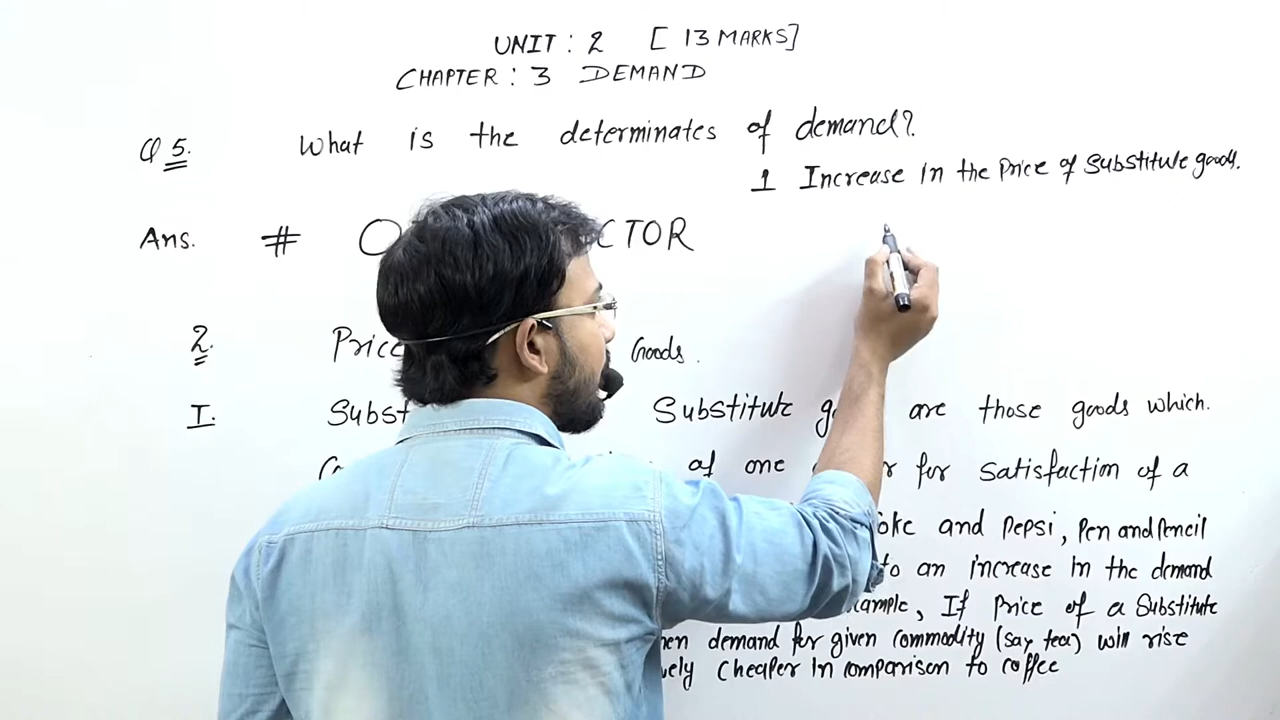 UNIT : 2 [ 13 MARKS]
CHAPTER : 3 DEMAND
Q 5. What is the determinates of demand?
1 Increase in the Price of Substitute goods.
Ans. # O CTOR
2. Price Goods.
I. Subst Substitute g are those goods which.
of one for satisfaction of a
oke and pepsi, Pen and Pencil
to an increase in the demand
ample, If Price of a Substitute
en demand for given commodity (say tea) will rise
vely cheaper in comparison to coffee